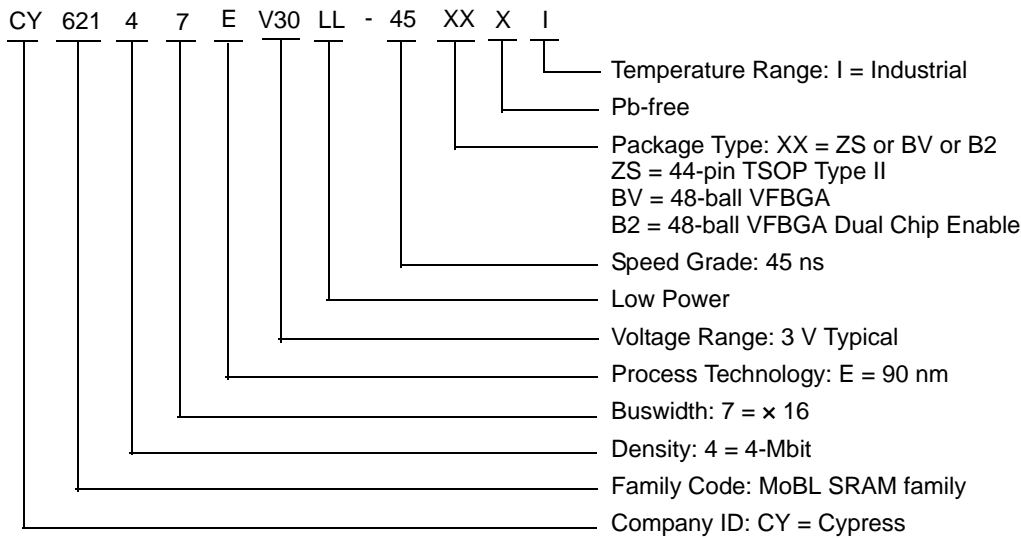 CY 621 4 7 E V30 LL - 45 XX X I
Temperature Range: I = Industrial
Pb-free
Package Type: XX = ZS or BV or B2
ZS = 44-pin TSOP Type II
BV = 48-ball VFBGA
B2 = 48-ball VFBGA Dual Chip Enable
Speed Grade: 45 ns
Low Power
Voltage Range: 3 V Typical
Process Technology: E = 90 nm
Buswidth: 7 = × 16
Density: 4 = 4-Mbit
Family Code: MoBL SRAM family
Company ID: CY = Cypress